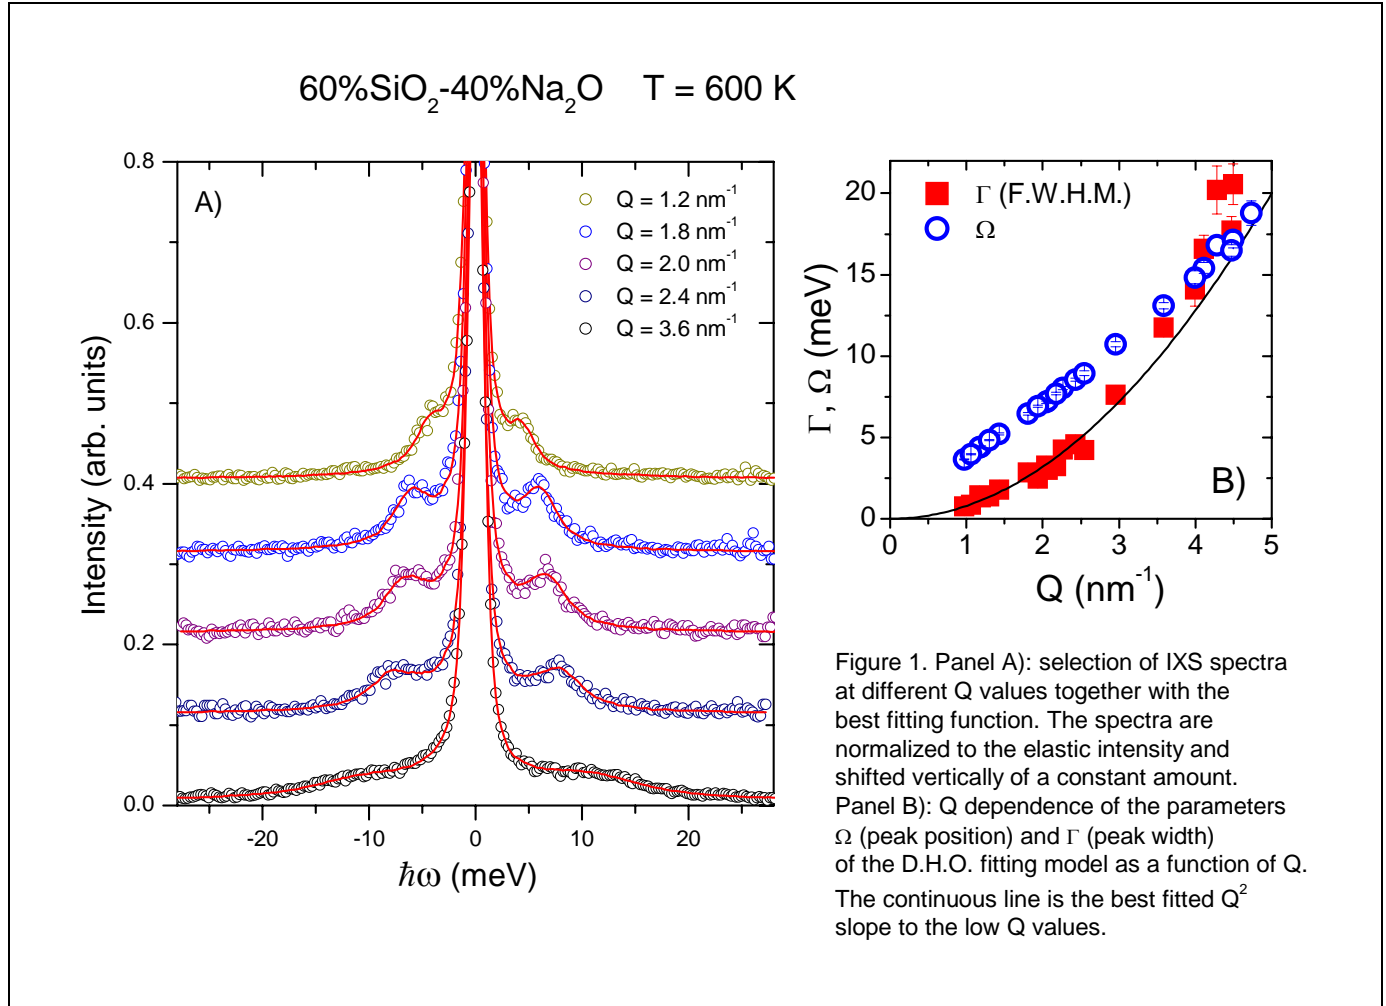 60%SiO₂-40%Na₂O T = 600 K
A)
Q = 1.2 nm⁻¹
Q = 1.8 nm⁻¹
Q = 2.0 nm⁻¹
Q = 2.4 nm⁻¹
Q = 3.6 nm⁻¹
0.8
0.6
0.4
0.2
0.0
Intensity (arb. units)
-20 -10 0 10 20
ħω (meV)
Γ (F.W.H.M.)
Ω
B)
20
15
10
5
0
Γ, Ω (meV)
0 1 2 3 4 5
Q (nm⁻¹)
Figure 1. Panel A): selection of IXS spectra
at different Q values together with the
best fitting function. The spectra are
normalized to the elastic intensity and
shifted vertically of a constant amount.
Panel B): Q dependence of the parameters
Ω (peak position) and Γ (peak width)
of the D.H.O. fitting model as a function of Q.
The continuous line is the best fitted Q²
slope to the low Q values.